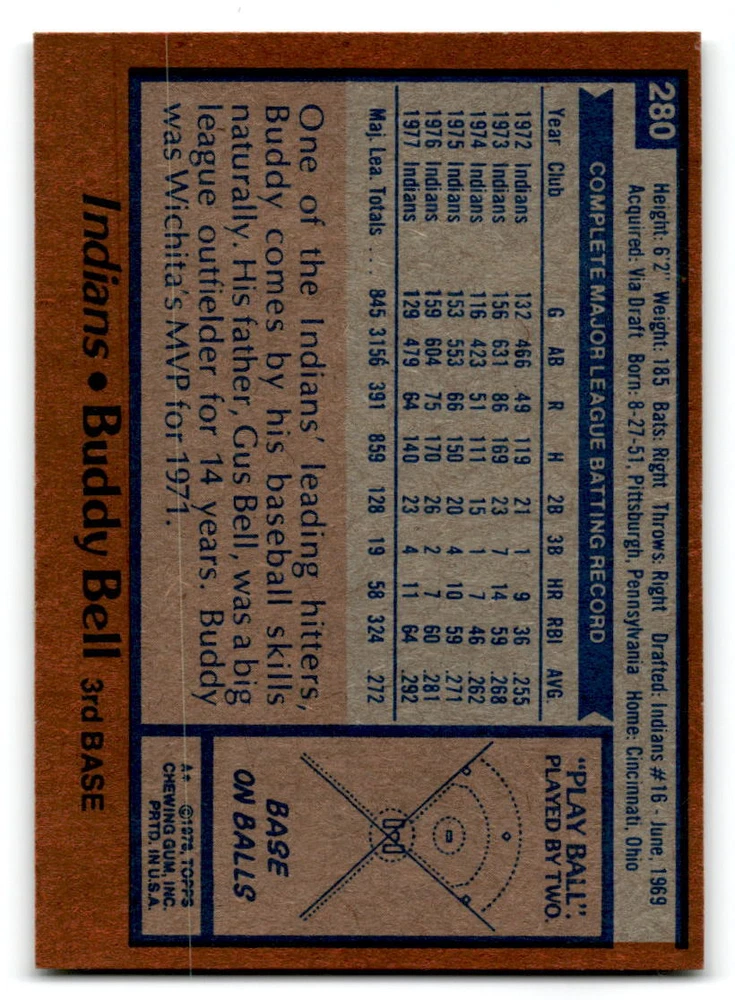 280
Height: 6'2" Weight: 185 Bats: Right Throws: Right Drafted: Indians #16 - June, 1969
Acquired: Via Draft Born: 8-27-51, Pittsburgh, Pennsylvania Home: Cincinnati, Ohio
COMPLETE MAJOR LEAGUE BATTING RECORD
Year Club G AB R H 2B 3B HR RBI AVG.
1972 Indians 132 466 49 119 21 1 9 36 .255
1973 Indians 156 631 86 169 23 7 14 59 .268
1974 Indians 116 423 51 111 15 1 7 46 .262
1975 Indians 153 553 66 150 20 4 10 59 .271
1976 Indians 159 604 75 170 26 2 7 60 .281
1977 Indians 129 479 64 140 23 4 11 64 .292
Maj. Lea. Totals . . . 845 3156 391 859 128 19 58 324 .272
One of the Indians' leading hitters,
Buddy comes by his baseball skills
naturally. His father, Gus Bell, was a big
league outfielder for 14 years. Buddy
was Wichita's MVP for 1971.
"PLAY BALL":
PLAYED BY TWO.
BASE
ON BALLS
A* ©1978, TOPPS
CHEWING GUM, INC.
PRTD. IN U.S.A.
Indians • Buddy Bell 3rd BASE